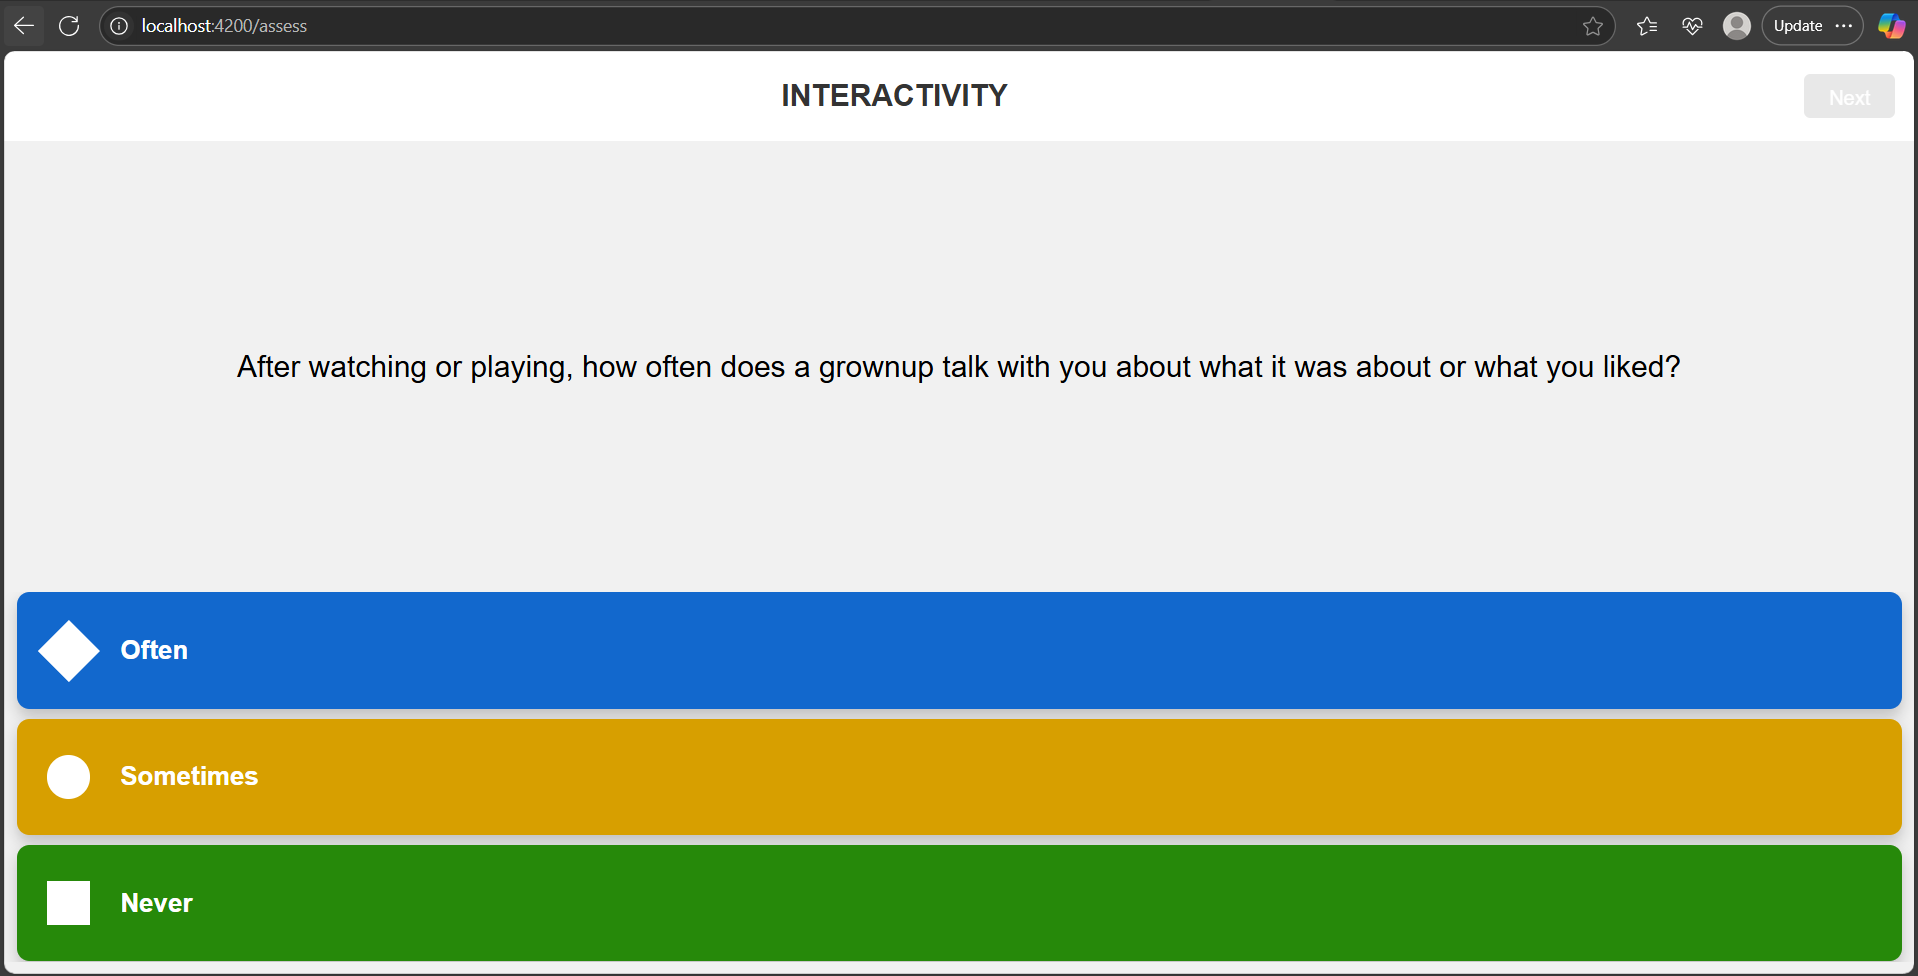 localhost:4200/assess
Update
INTERACTIVITY
Next
After watching or playing, how often does a grownup talk with you about what it was about or what you liked?
Often
Sometimes
Never